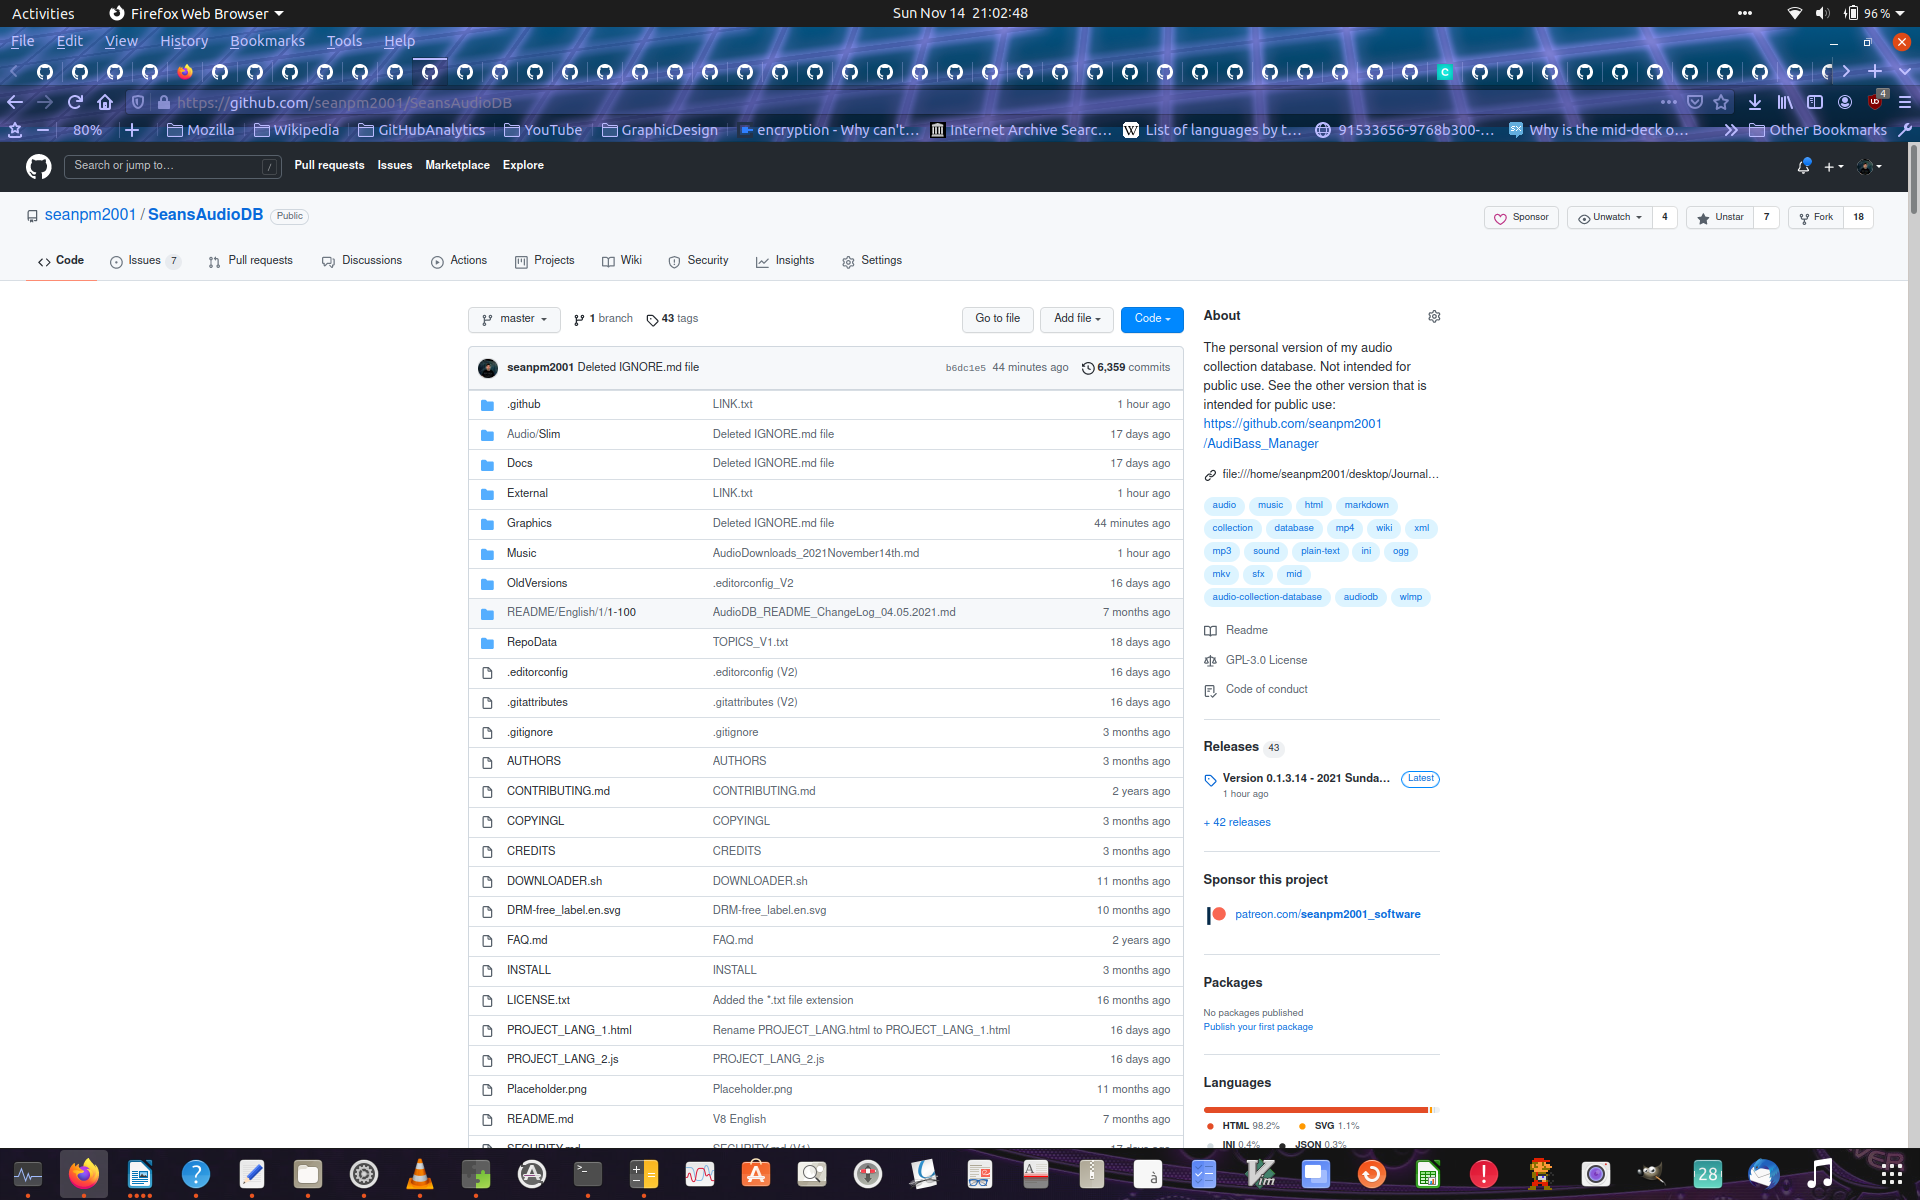 Activities Firefox Web Browser Sun Nov 14 21:02:48 96 %
File Edit View History Bookmarks Tools Help
https://github.com/seanpm2001/SeansAudioDB 4
80% Mozilla Wikipedia GitHubAnalytics YouTube GraphicDesign encryption - Why can't… Internet Archive Searc… W List of languages by t… 91533656-9768b300-… Why is the mid-deck o… Other Bookmarks
Search or jump to… / Pull requests Issues Marketplace Explore
seanpm2001 / SeansAudioDB Public Sponsor Unwatch 4 Unstar 7 Fork 18
Code Issues 7 Pull requests Discussions Actions Projects Wiki Security Insights Settings
master 1 branch 43 tags Go to file Add file Code
seanpm2001 Deleted IGNORE.md file b6dc1e5 44 minutes ago 6,359 commits
.github LINK.txt 1 hour ago
Audio/Slim Deleted IGNORE.md file 17 days ago
Docs Deleted IGNORE.md file 17 days ago
External LINK.txt 1 hour ago
Graphics Deleted IGNORE.md file 44 minutes ago
Music AudioDownloads_2021November14th.md 1 hour ago
OldVersions .editorconfig_V2 16 days ago
README/English/1/1-100 AudioDB_README_ChangeLog_04.05.2021.md 7 months ago
RepoData TOPICS_V1.txt 18 days ago
.editorconfig .editorconfig (V2) 16 days ago
.gitattributes .gitattributes (V2) 16 days ago
.gitignore .gitignore 3 months ago
AUTHORS AUTHORS 3 months ago
CONTRIBUTING.md CONTRIBUTING.md 2 years ago
COPYINGL COPYINGL 3 months ago
CREDITS CREDITS 3 months ago
DOWNLOADER.sh DOWNLOADER.sh 11 months ago
DRM-free_label.en.svg DRM-free_label.en.svg 10 months ago
FAQ.md FAQ.md 2 years ago
INSTALL INSTALL 3 months ago
LICENSE.txt Added the *.txt file extension 16 months ago
PROJECT_LANG_1.html Rename PROJECT_LANG.html to PROJECT_LANG_1.html 16 days ago
PROJECT_LANG_2.js PROJECT_LANG_2.js 16 days ago
Placeholder.png Placeholder.png 11 months ago
README.md V8 English 7 months ago
SECURITY.md SECURITY.md (V1) 17 days ago
About
The personal version of my audio
collection database. Not intended for
public use. See the other version that is
intended for public use:
https://github.com/seanpm2001
/AudiBass_Manager
file:///home/seanpm2001/desktop/Journal…
audio music html markdown
collection database mp4 wiki xml
mp3 sound plain-text ini ogg
mkv sfx mid
audio-collection-database audiodb wlmp
Readme
GPL-3.0 License
Code of conduct
Releases 43
Version 0.1.3.14 - 2021 Sunda… Latest
1 hour ago
+ 42 releases
Sponsor this project
patreon.com/seanpm2001_software
Packages
No packages published
Publish your first package
Languages
HTML 98.2% SVG 1.1%
INI 0.4% JSON 0.3%
28